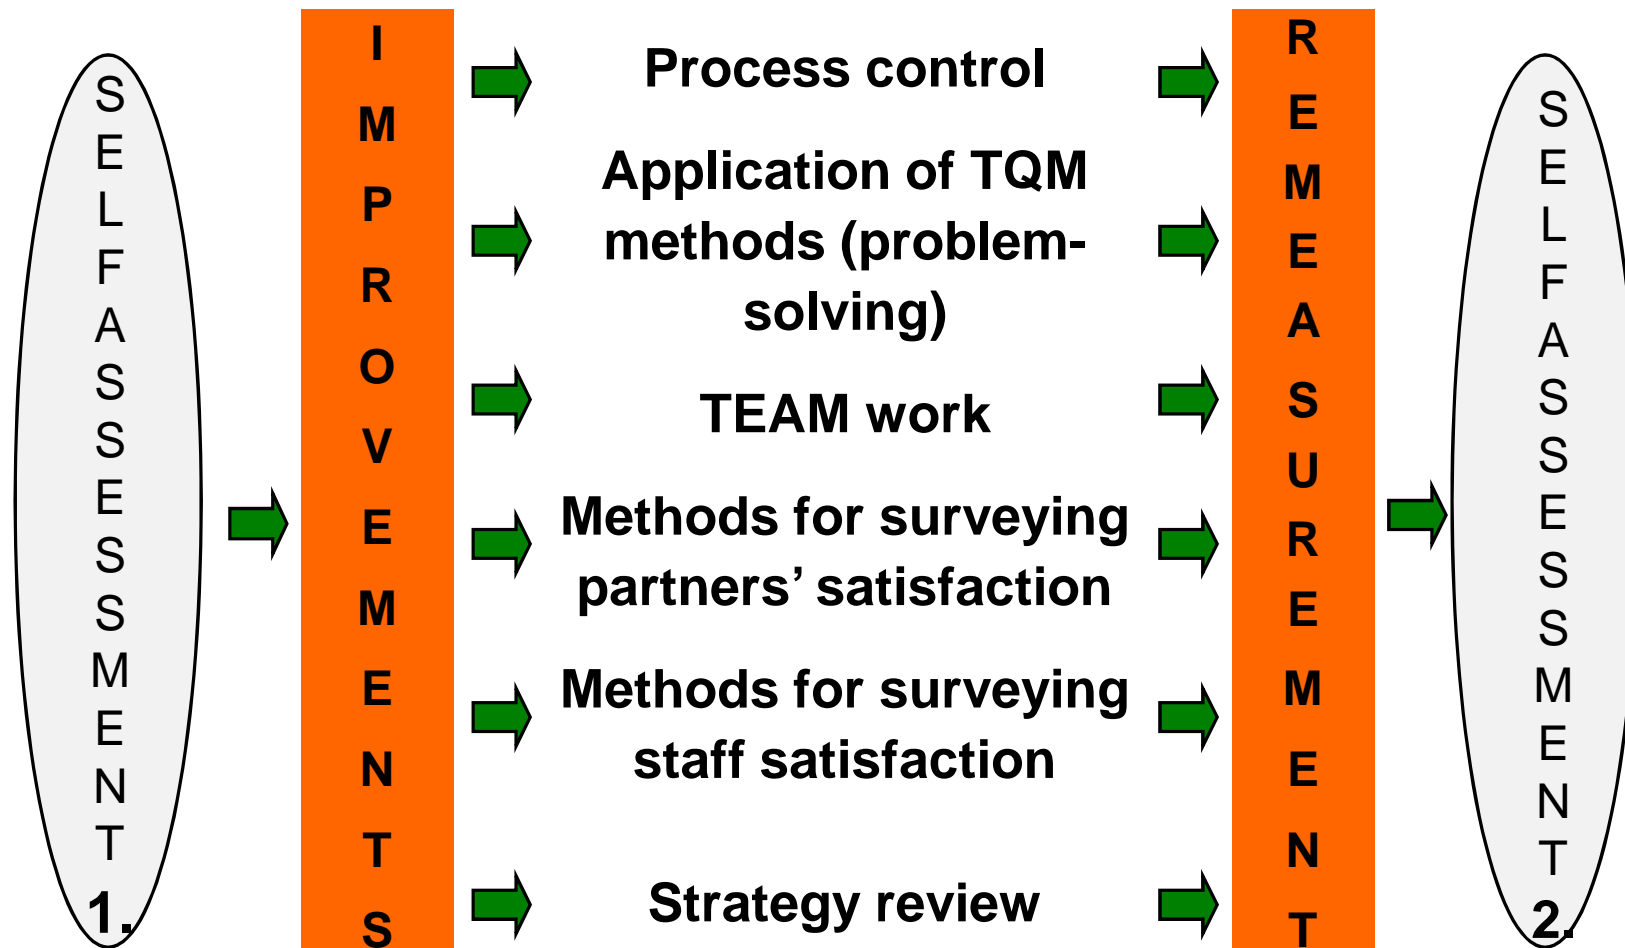 SELFASSESSMENT
1.
IMPROVEMENTS
Process control
Application of TQM
methods (problem-
solving)
TEAM work
Methods for surveying
partners’ satisfaction
Methods for surveying
staff satisfaction
Strategy review
REMEASUREMENT
SELFASSESSMENT
2.